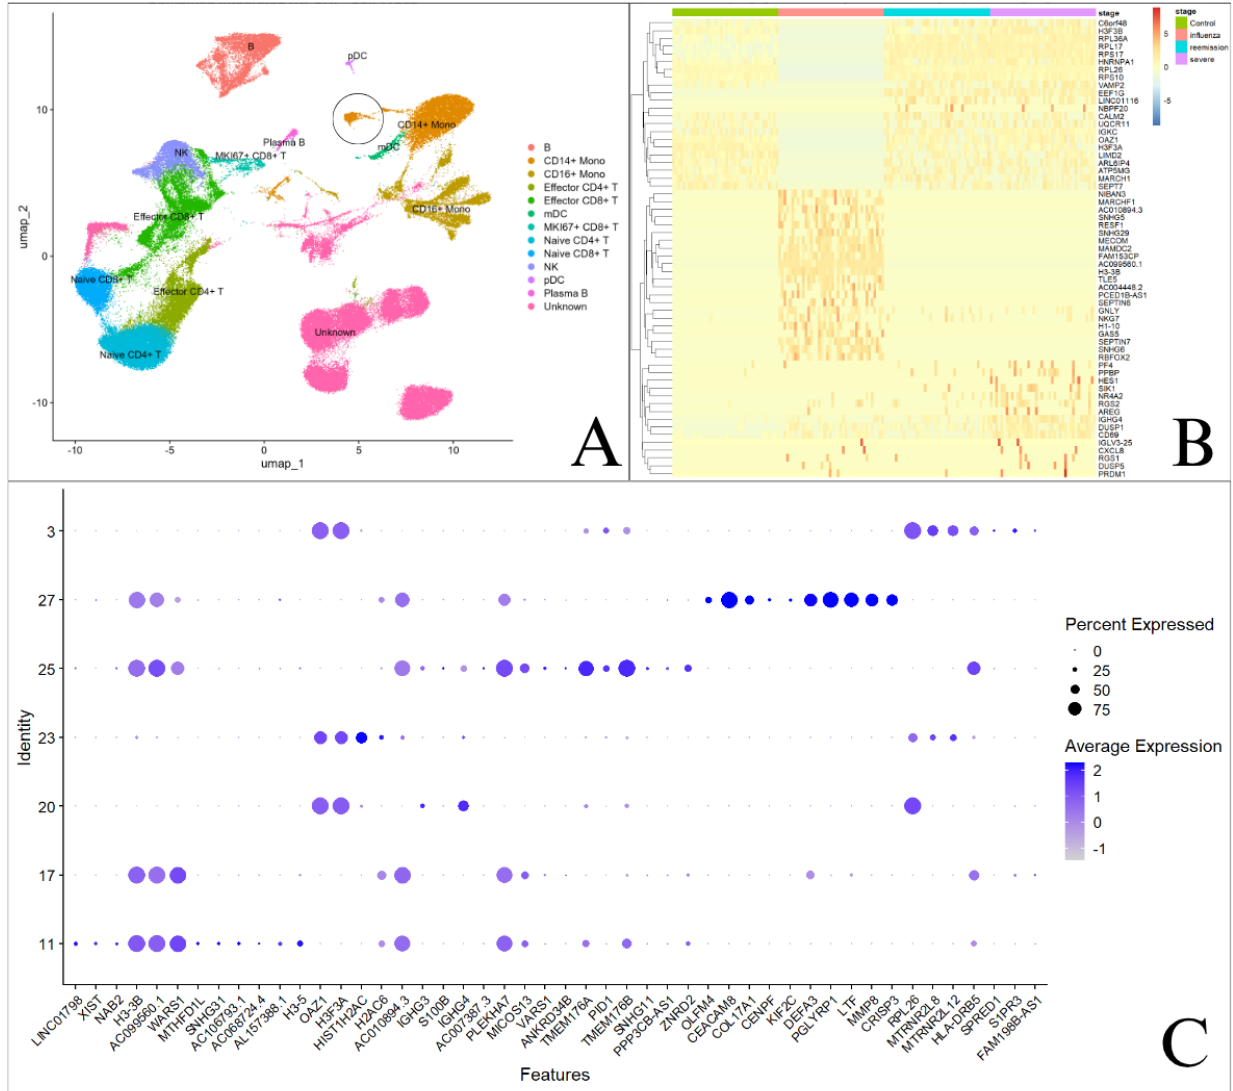 B
pDC
CD14+ Mono
Plasma B
mDC
NK
MKI67+ CD8+ T
CD16+ Mono
Effector CD8+ T
Naive CD8+ T
Effector CD4+ T
Unknown
Naive CD4+ T
10
0
-10
umap_2
-10
-5
0
5
10
umap_1
B
CD14+ Mono
CD16+ Mono
Effector CD4+ T
Effector CD8+ T
mDC
MKI67+ CD8+ T
Naive CD4+ T
Naive CD8+ T
NK
pDC
Plasma B
Unknown
A
stage
C6orf48
H3F3B
RPL36A
RPL17
RPS17
HNRNPA1
RPL26
RPS10
VAMP2
EEF1G
LINC01116
NBPF20
CALM2
UQCR11
IGKC
OAZ1
H3F3A
LIMD2
ARL6IP4
ATP5MG
MARCH1
SEPT7
NIBAN3
MARCHF1
AC010894.3
SNHG5
RESF1
SNHG29
MECOM
MAMDC2
FAM153CP
AC099560.1
H3-3B
TLE5
AC004448.2
PCED1B-AS1
SEPTIN6
GNLY
NKG7
H1-10
GAS5
SEPTIN7
SNHG6
RBFOX2
PF4
PPBP
HES1
SIK1
NR4A2
RGS2
AREG
IGHG4
DUSP1
CD69
IGLV3-25
CXCL8
RGS1
DUSP5
PRDM1
5
0
-5
stage
Control
influenza
reemission
severe
B
3
27
25
23
20
17
11
Identity
LINC01798
XIST
NAB2
H3-3B
AC099560.1
WARS1
MTHFD1L
SNHG31
AC106793.1
AC068724.4
AL157388.1
H3-5
OAZ1
H3F3A
HIST1H2AC
H2AC6
AC010894.3
IGHG3
S100B
IGHG4
AC007387.3
PLEKHA7
MICOS13
VARS1
ANKRD34B
TMEM176A
PID1
TMEM176B
SNHG11
PPP3CB-AS1
ZNRD2
OLFM4
CEACAM8
COL17A1
CENPF
KIF2C
DEFA3
PGLYRP1
LTF
MMP8
CRISP3
RPL26
MTRNR2L8
MTRNR2L12
HLA-DRB5
SPRED1
S1PR3
FAM198B-AS1
Features
Percent Expressed
0
25
50
75
Average Expression
2
1
0
-1
C